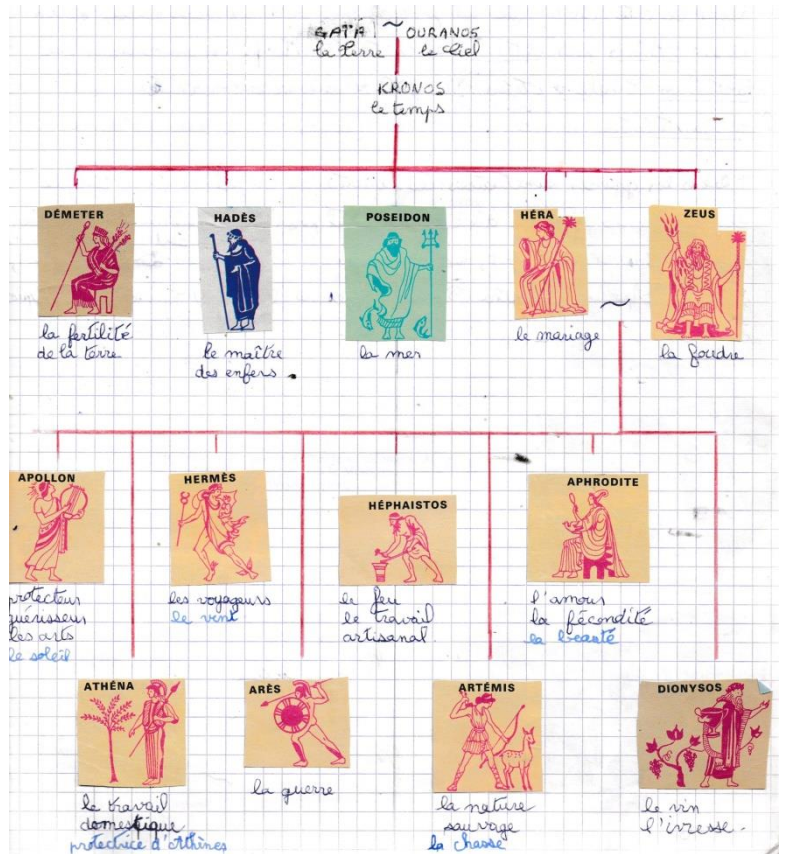 GAÏA ~ OURANOS
la Terre le Ciel
KRONOS
le temps
DÉMETER
la fertilité
de la terre
HADÈS
le maître
des enfers.
POSEIDON
la mer
HÉRA
le mariage
~
ZEUS
la foudre
APOLLON
rotecteur
guérisseur
les arts
le soleil
HERMÈS
les voyageurs
le vent
HÉPHAISTOS
le feu
le travail
artisanal.
APHRODITE
l'amour
la fécondité
la beauté
ATHÉNA
le travail
domestique
protectrice d'Athènes
ARÈS
la guerre
ARTÉMIS
la nature
sauvage
la chasse
DIONYSOS
le vin
l'ivresse.